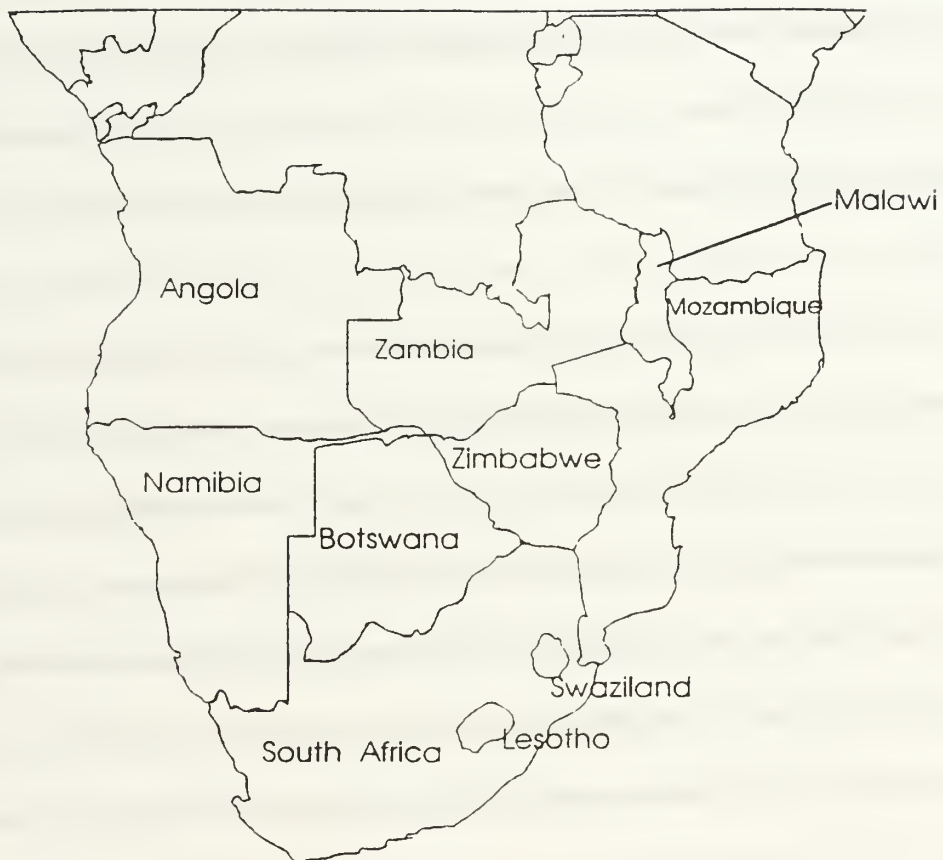 Malawi
Angola
Mozambique
Zambia
Zimbabwe
Namibia
Botswana
Swaziland
Lesotho
South Africa